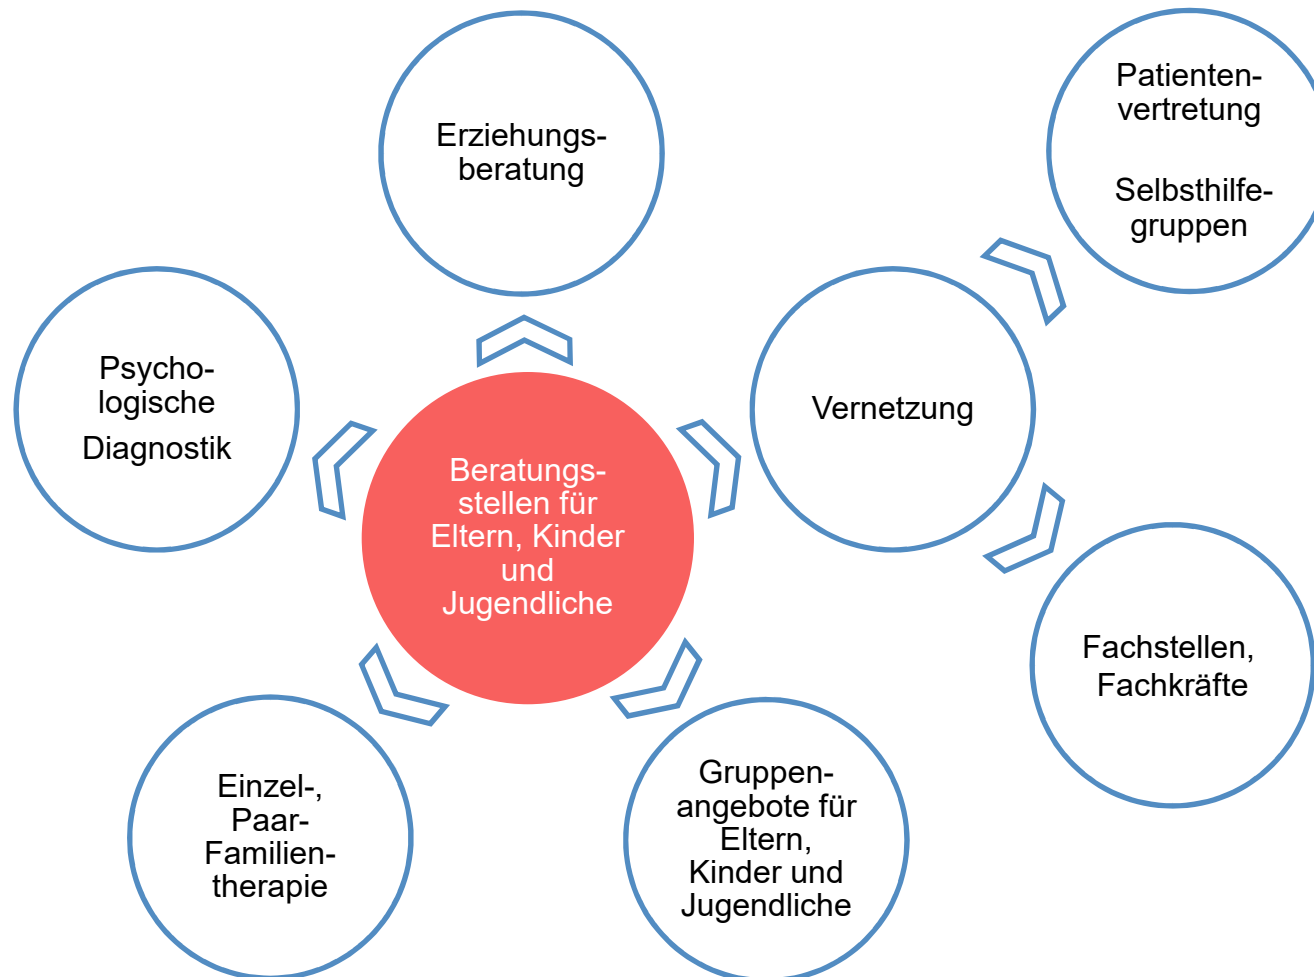 Erziehungs-
beratung
Patienten-
vertretung
Selbsthilfe-
gruppen
Psycho-
logische
Diagnostik
Vernetzung
Beratungs-
stellen für
Eltern, Kinder
und
Jugendliche
Fachstellen,
Fachkräfte
Einzel-,
Paar-
Familien-
therapie
Gruppen-
angebote für
Eltern,
Kinder und
Jugendliche